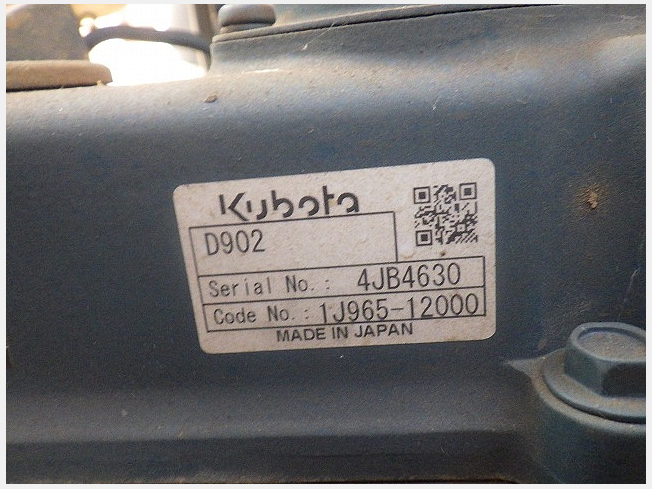 Kubota
D902
Serial No.: 4JB4630
Code No.: 1J965-12000
MADE IN JAPAN